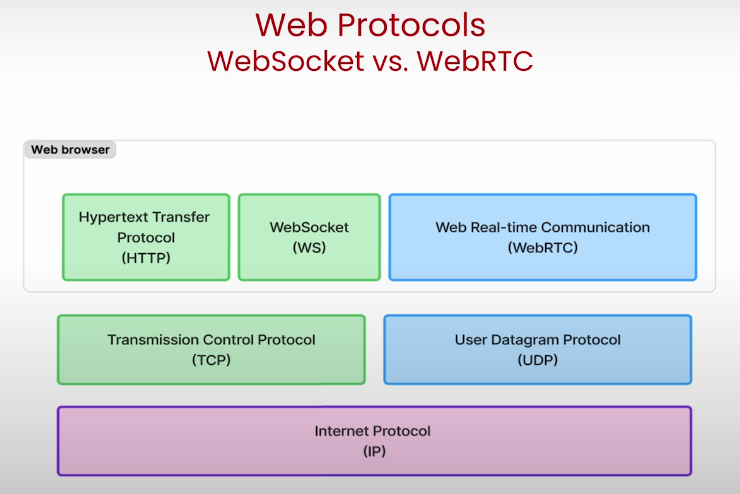 Web Protocols
WebSocket vs. WebRTC
Web browser
Hypertext Transfer
Protocol
(HTTP)
WebSocket
(WS)
Web Real-time Communication
(WebRTC)
Transmission Control Protocol
(TCP)
User Datagram Protocol
(UDP)
Internet Protocol
(IP)